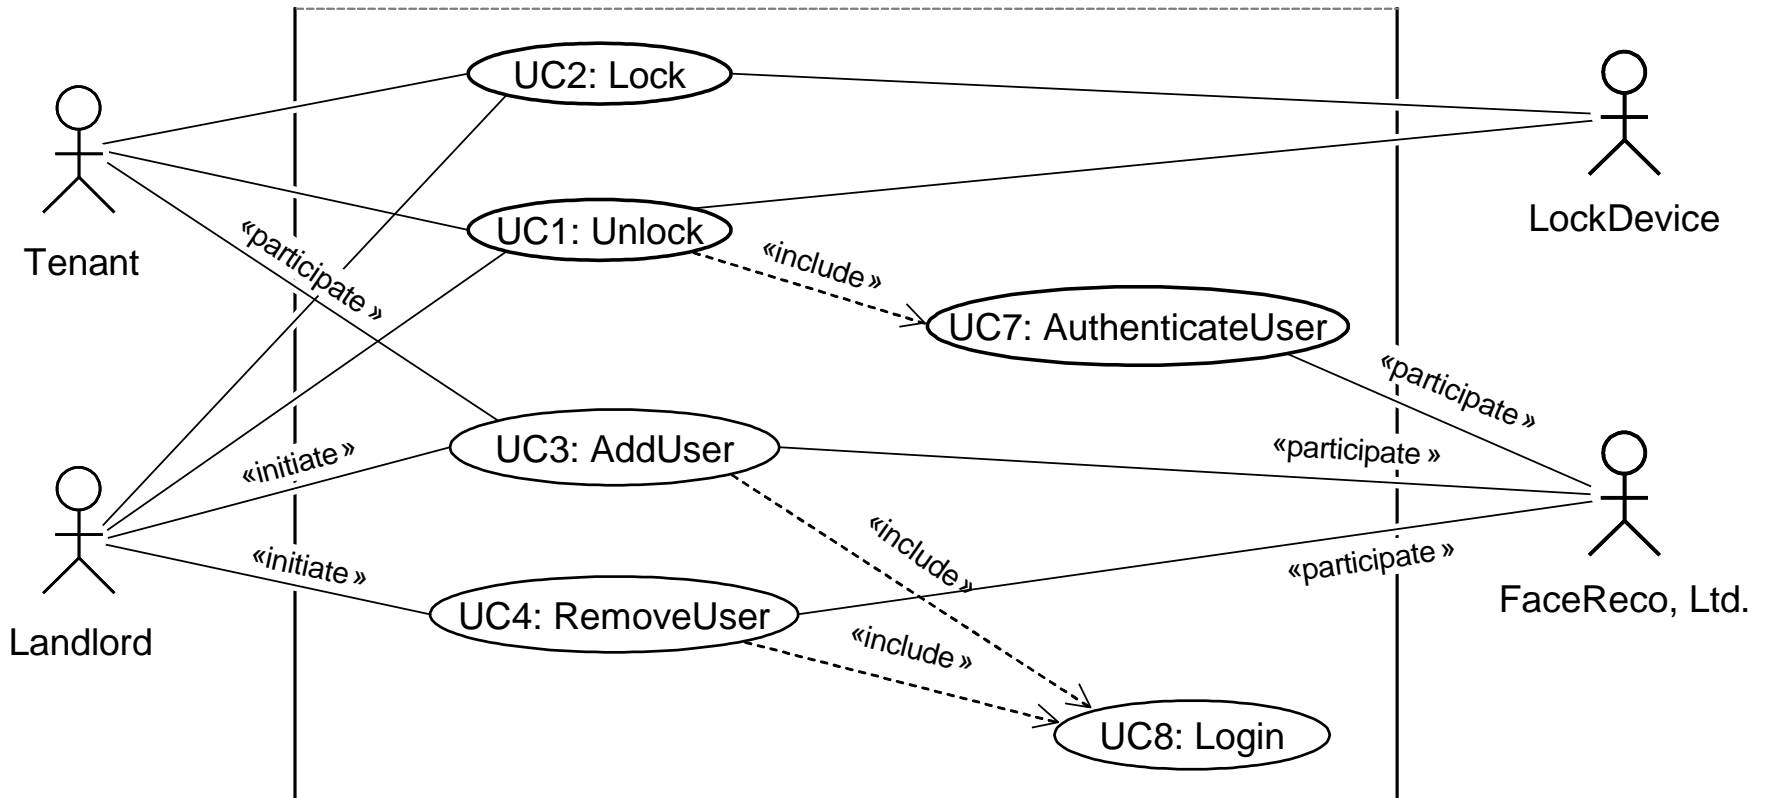 UC2: Lock
UC1: Unlock
LockDevice
Tenant
«participate»
«include»
UC7: AuthenticateUser
«participate»
«initiate»
UC3: AddUser
«participate»
«include»
«initiate»
«participate»
FaceReco, Ltd.
UC4: RemoveUser
Landlord
«include»
UC8: Login